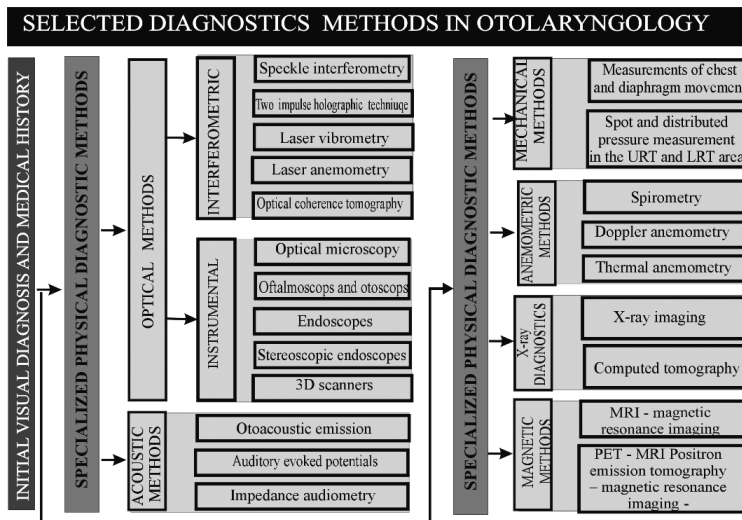 SELECTED DIAGNOSTICS METHODS IN OTOLARYNGOLOGY
INITIAL VISUAL DIAGNOSIS AND MEDICAL HISTORY
SPECIALIZED PHYSICAL DIAGNOSTIC METHODS
OPTICAL METHODS
INTERFEROMETRIC
Speckle interferometry
Two impulse holographic techniuqe
Laser vibrometry
Laser anemometry
Optical coherence tomography
INSTRUMENTAL
Optical microscopy
Oftalmoscops and otoscops
Endoscopes
Stereoscopic endoscopes
3D scanners
ACOUSTIC
METHODS
Otoacoustic emission
Auditory evoked potentials
Impedance audiometry
SPECIALIZED PHYSICAL DIAGNOSTIC METHODS
MECHANICAL
METHODS
Measurements of chest
and diaphragm movemen
Spot and distributed
pressure measurement
in the URT and LRT area
ANEMOMETRIC
METHODS
Spirometry
Doppler anemometry
Thermal anemometry
X-ray
DIAGNOSTICS
X-ray imaging
Computed tomography
MAGNETIC
METHODS
MRI - magnetic
resonance imaging
PET - MRI Positron
emission tomography
– magnetic resonance
imaging -